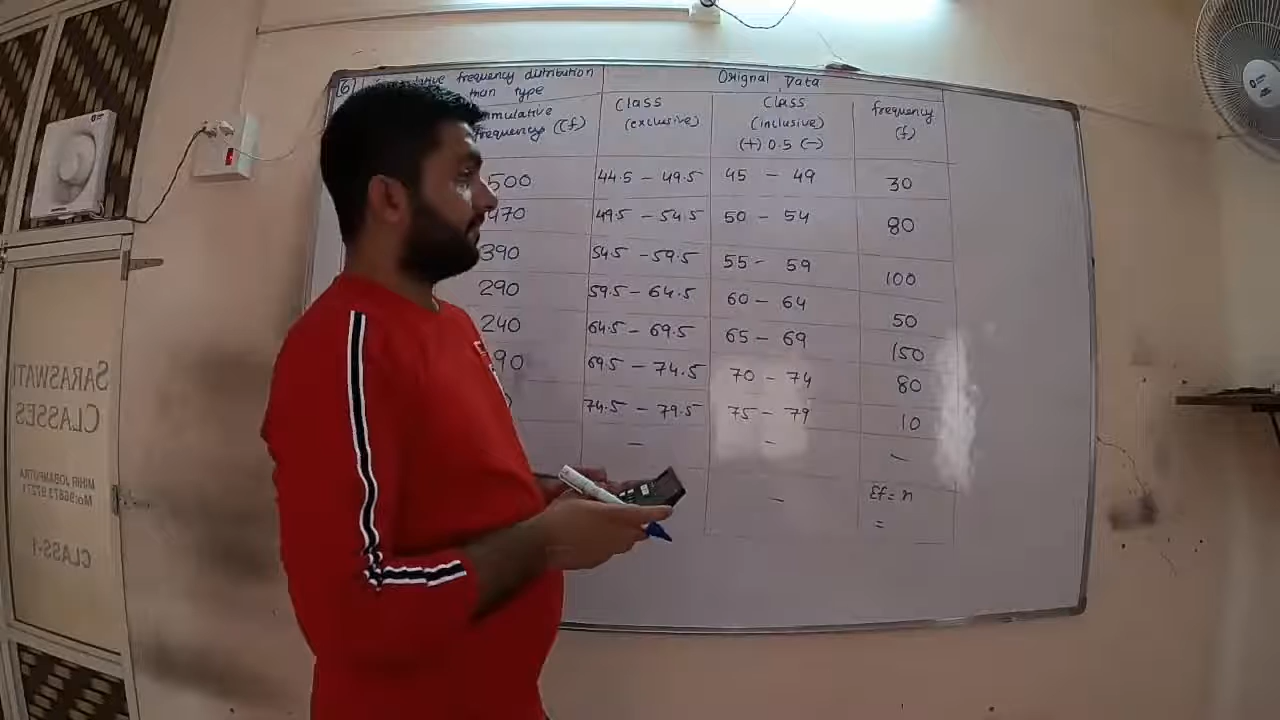 (6) frequency distribution Orignal Data
than type
frequency (Cf) Class (exclusive) Class (inclusive) (+) 0.5 (-) frequency (f)
500 44.5 - 49.5 45 - 49 30
470 49.5 - 54.5 50 - 54 80
390 54.5 - 59.5 55 - 59 100
290 59.5 - 64.5 60 - 64 50
240 64.5 - 69.5 65 - 69 150
90 69.5 - 74.5 70 - 74 80
74.5 - 79.5 75 - 79 10
- - -
- Σf = n
=
SARASWATI
CLASSES
MIHIR JOBANPUTRA
CLASS-1